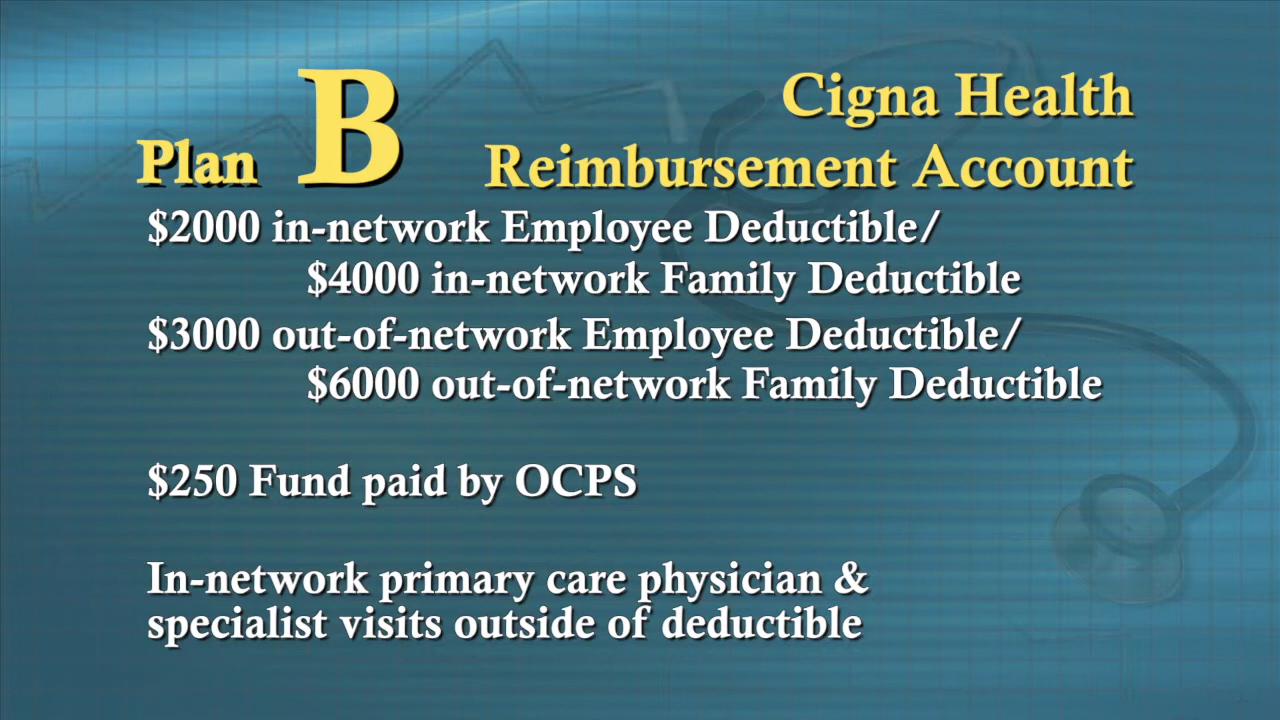 Plan B
Cigna Health
Reimbursement Account
$2000 in-network Employee Deductible/
$4000 in-network Family Deductible
$3000 out-of-network Employee Deductible/
$6000 out-of-network Family Deductible
$250 Fund paid by OCPS
In-network primary care physician &
specialist visits outside of deductible